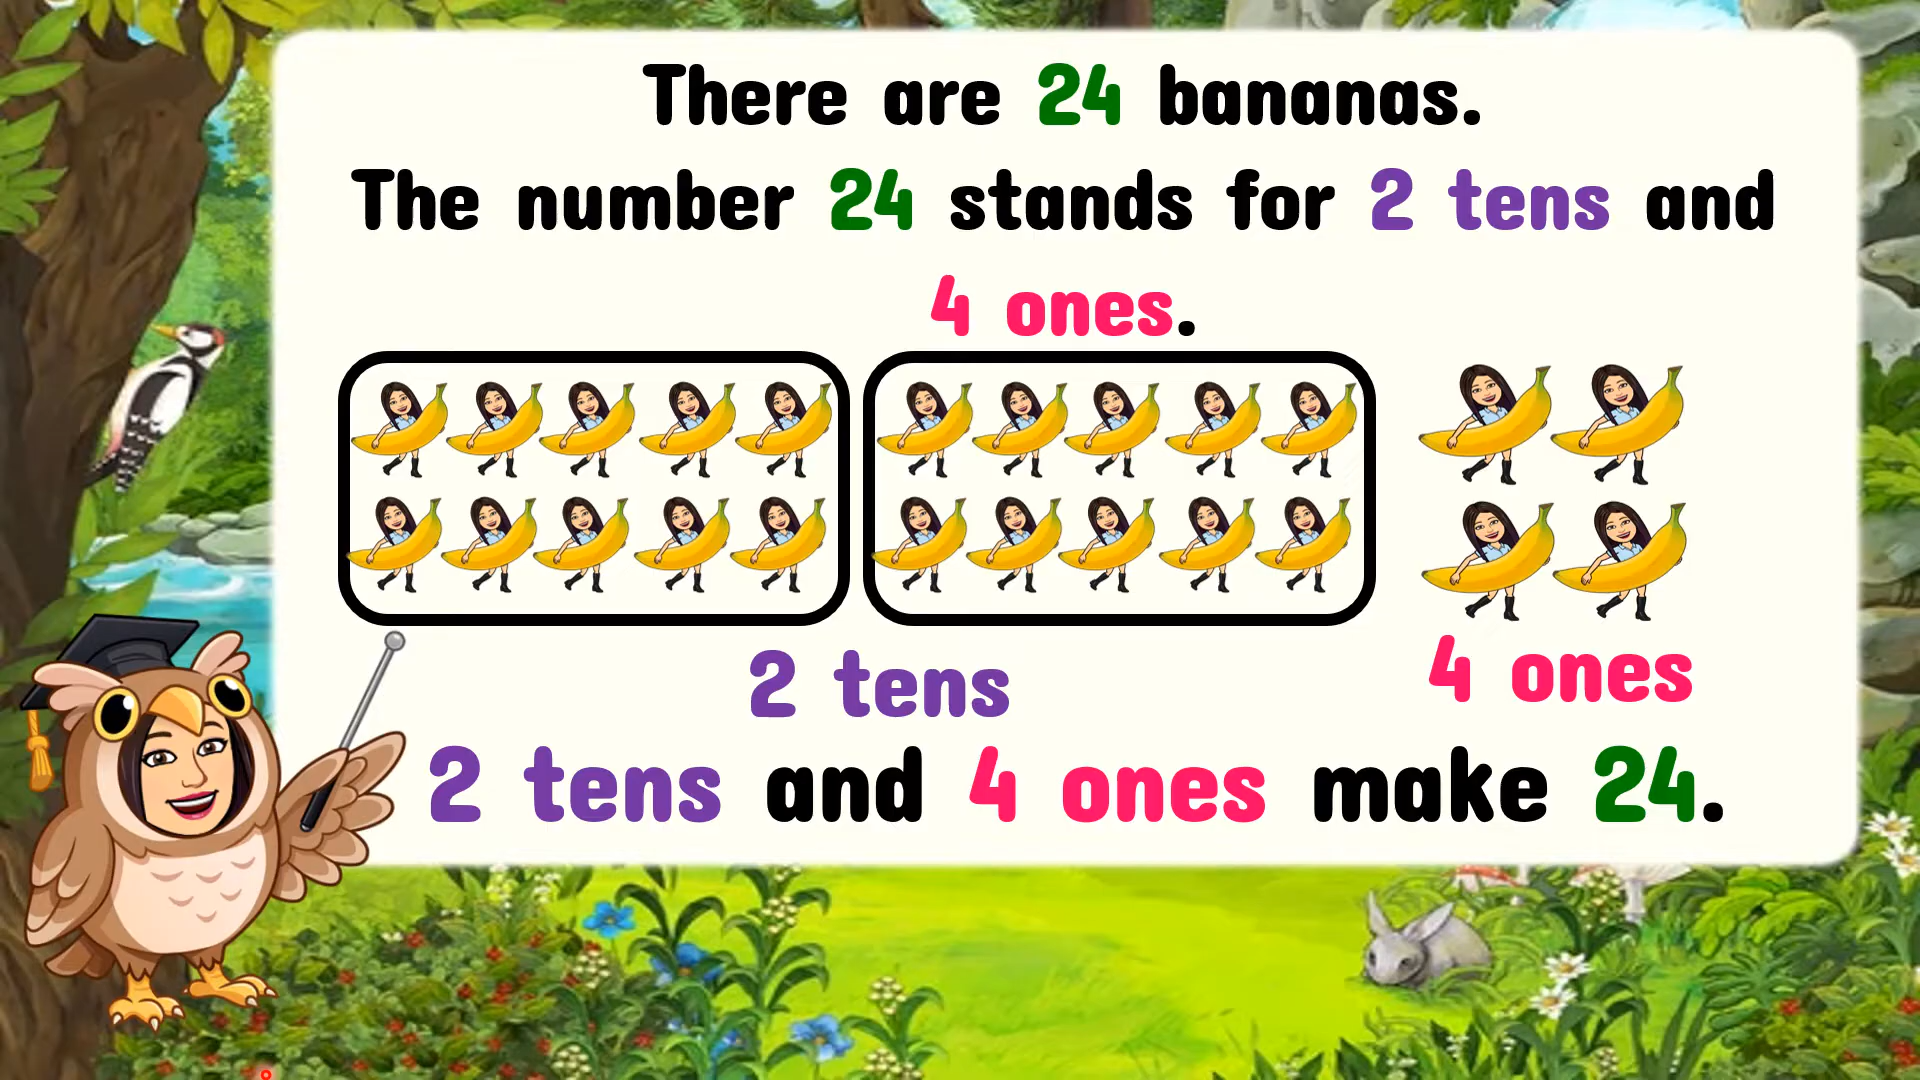 There are 24 bananas.
The number 24 stands for 2 tens and
4 ones.
2 tens
4 ones
2 tens and 4 ones make 24.